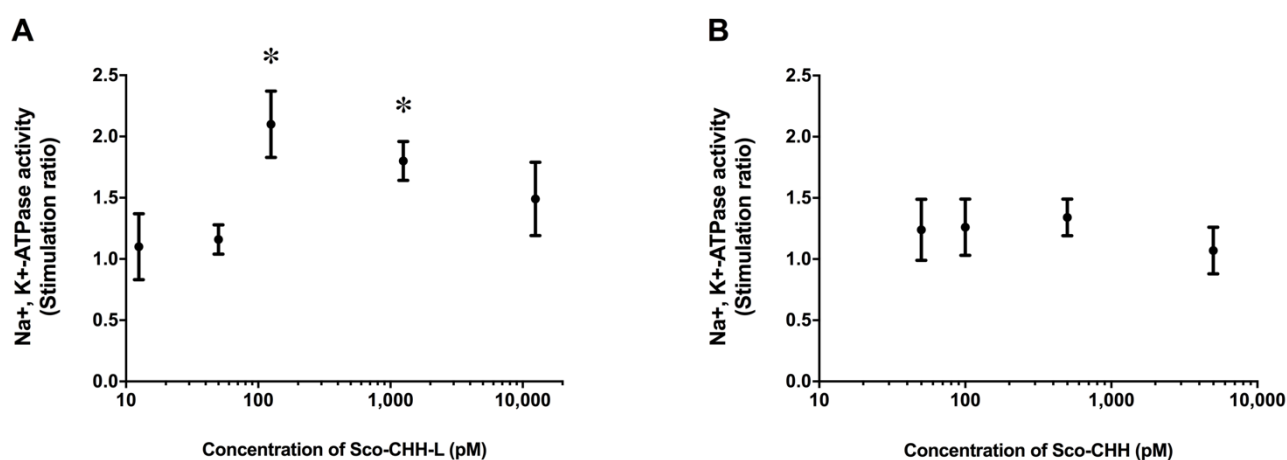 A
Na+, K+-ATPase activity
(Stimulation ratio)
2.5
2.0
1.5
1.0
0.5
0.0
*
*
10
100
1,000
10,000
Concentration of Sco-CHH-L (pM)
B
Na+, K+-ATPase activity
(Stimulation ratio)
2.5
2.0
1.5
1.0
0.5
0.0
10
100
1,000
10,000
Concentration of Sco-CHH (pM)